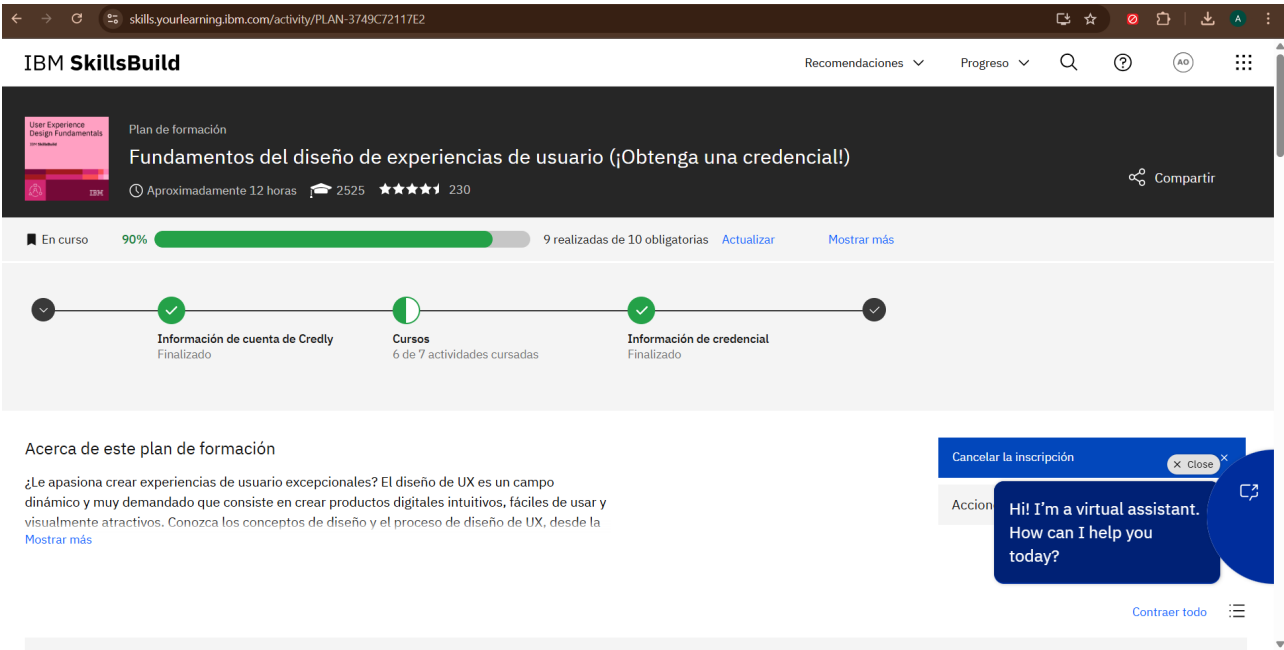 skills.yourlearning.ibm.com/activity/PLAN-3749C72117E2
A
IBM SkillsBuild
Recomendaciones
Progreso
AO
User Experience
Design Fundamentals
IBM SkillsBuild
IBM
Plan de formación
Fundamentos del diseño de experiencias de usuario (¡Obtenga una credencial!)
Aproximadamente 12 horas 2525 230
Compartir
En curso 90% 9 realizadas de 10 obligatorias Actualizar Mostrar más
Información de cuenta de Credly
Finalizado
Cursos
6 de 7 actividades cursadas
Información de credencial
Finalizado
Acerca de este plan de formación
¿Le apasiona crear experiencias de usuario excepcionales? El diseño de UX es un campo
dinámico y muy demandado que consiste en crear productos digitales intuitivos, fáciles de usar y
visualmente atractivos. Conozca los conceptos de diseño y el proceso de diseño de UX, desde la
Mostrar más
Cancelar la inscripción
× Close
Accion
Hi! I'm a virtual assistant.
How can I help you
today?
Contraer todo